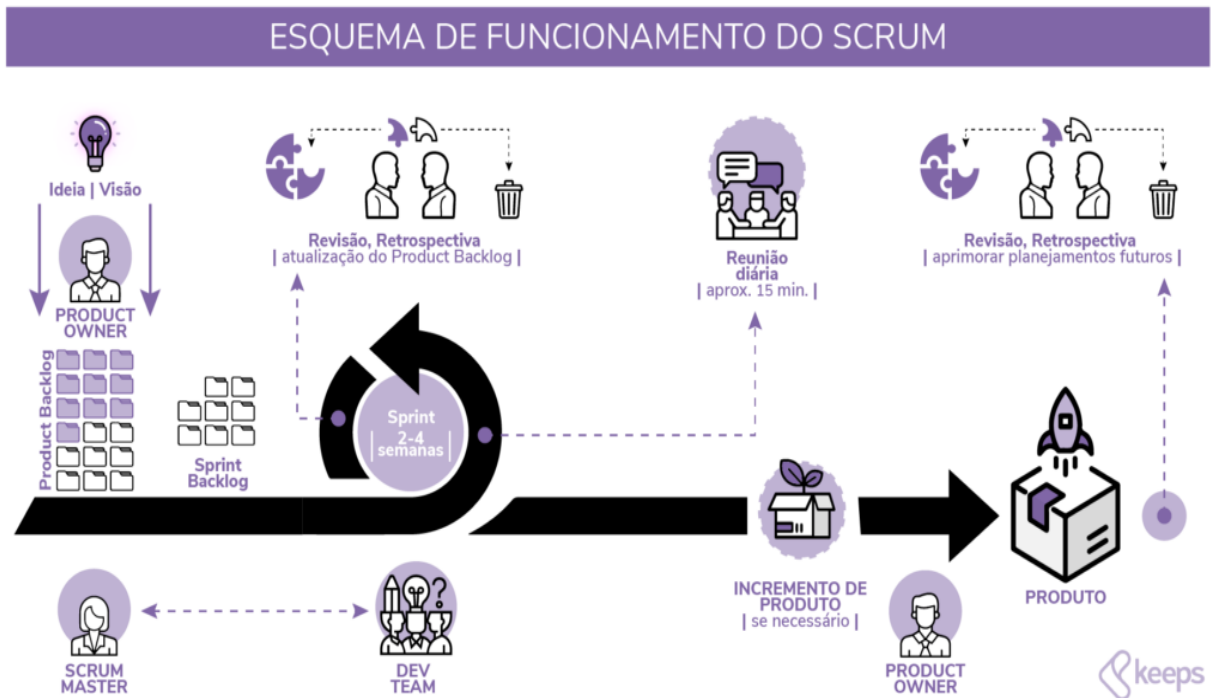 ESQUEMA DE FUNCIONAMENTO DO SCRUM
Ideia | Visão
PRODUCT
OWNER
Product Backlog
Sprint
Backlog
Revisão, Retrospectiva
| atualização do Product Backlog |
Sprint
| 2-4 |
semanas
Reunião
diária
| aprox. 15 min. |
Revisão, Retrospectiva
| aprimorar planejamentos futuros |
INCREMENTO DE
PRODUTO
| se necessário |
PRODUTO
SCRUM
MASTER
DEV
TEAM
?
PRODUCT
OWNER
keeps